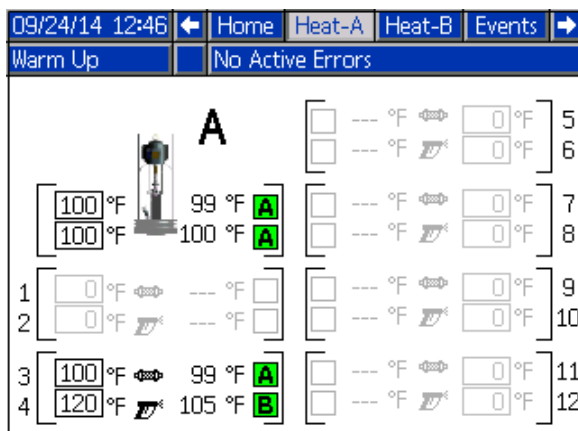 09/24/14 12:46 Home Heat-A Heat-B Events
Warm Up No Active Errors
A
--- °F 0 °F 5
--- °F 0 °F 6
100 °F 99 °F A
100 °F 100 °F A
--- °F 0 °F 7
--- °F 0 °F 8
1 0 °F --- °F
2 0 °F --- °F
--- °F 0 °F 9
--- °F 0 °F 10
3 100 °F 99 °F A
4 120 °F 105 °F B
--- °F 0 °F 11
--- °F 0 °F 12